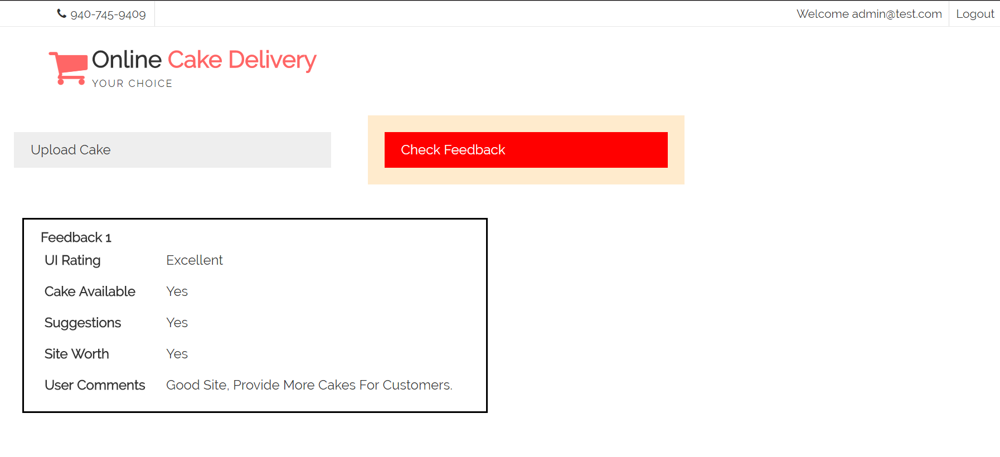 940-745-9409
Welcome admin@test.com
Logout
Online Cake Delivery
YOUR CHOICE
Upload Cake
Check Feedback
Feedback 1
UI Rating Excellent
Cake Available Yes
Suggestions Yes
Site Worth Yes
User Comments Good Site, Provide More Cakes For Customers.